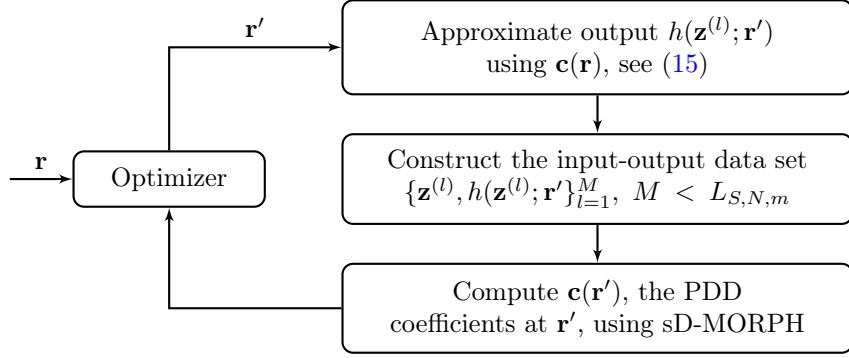 r
Optimizer
r′
Approximate output h(z^(l); r′)
using c(r), see (15)
Construct the input-output data set
{z^(l), h(z^(l); r′}_{l=1}^M, M < L_{S,N,m}
Compute c(r′), the PDD
coefficients at r′, using sD-MORPH